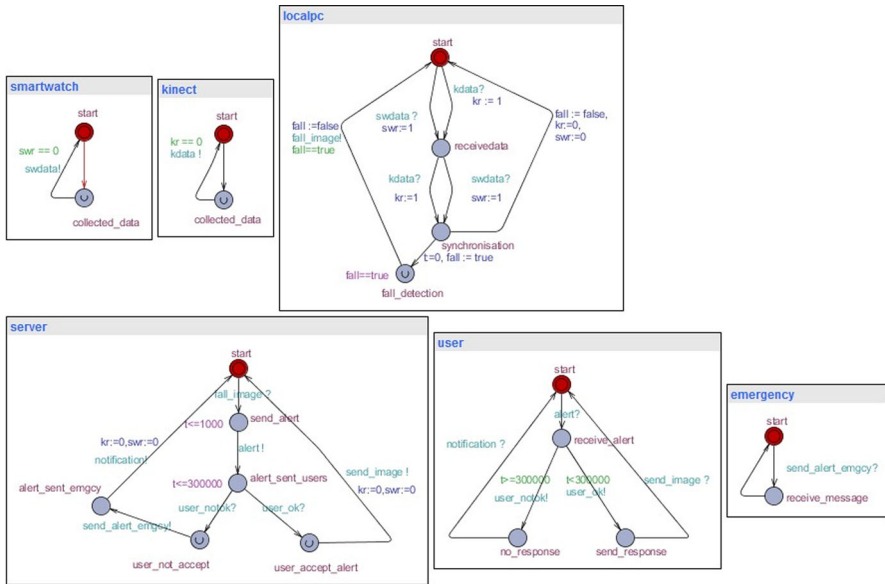 localpc
start
kdata ?
kr := 1
swdata ?
swr:=1
receivedata
fall :=false
fall_image!
fall==true
fall := false,
kr:=0,
swr:=0
kdata?
kr:=1
swdata?
swr:=1
synchronisation
t:=0, fall := true
fall==true
fall_detection
smartwatch
start
swr == 0
swdata!
collected_data
kinect
start
kr == 0
kdata !
collected_data
server
start
fall_image ?
send_alert
t<=1000
alert !
kr:=0,swr:=0
notification!
t<=300000
alert_sent_users
send_image !
kr:=0,swr:=0
alert_sent_emgcy
user_notok?
user_ok?
send_alert_emgcy!
user_not_accept
user_accept_alert
user
start
alert?
receive_alert
notification ?
t>=300000
user_notok!
t<300000
user_ok!
send_image ?
no_response
send_response
emergency
start
send_alert_emgcy?
receive_message